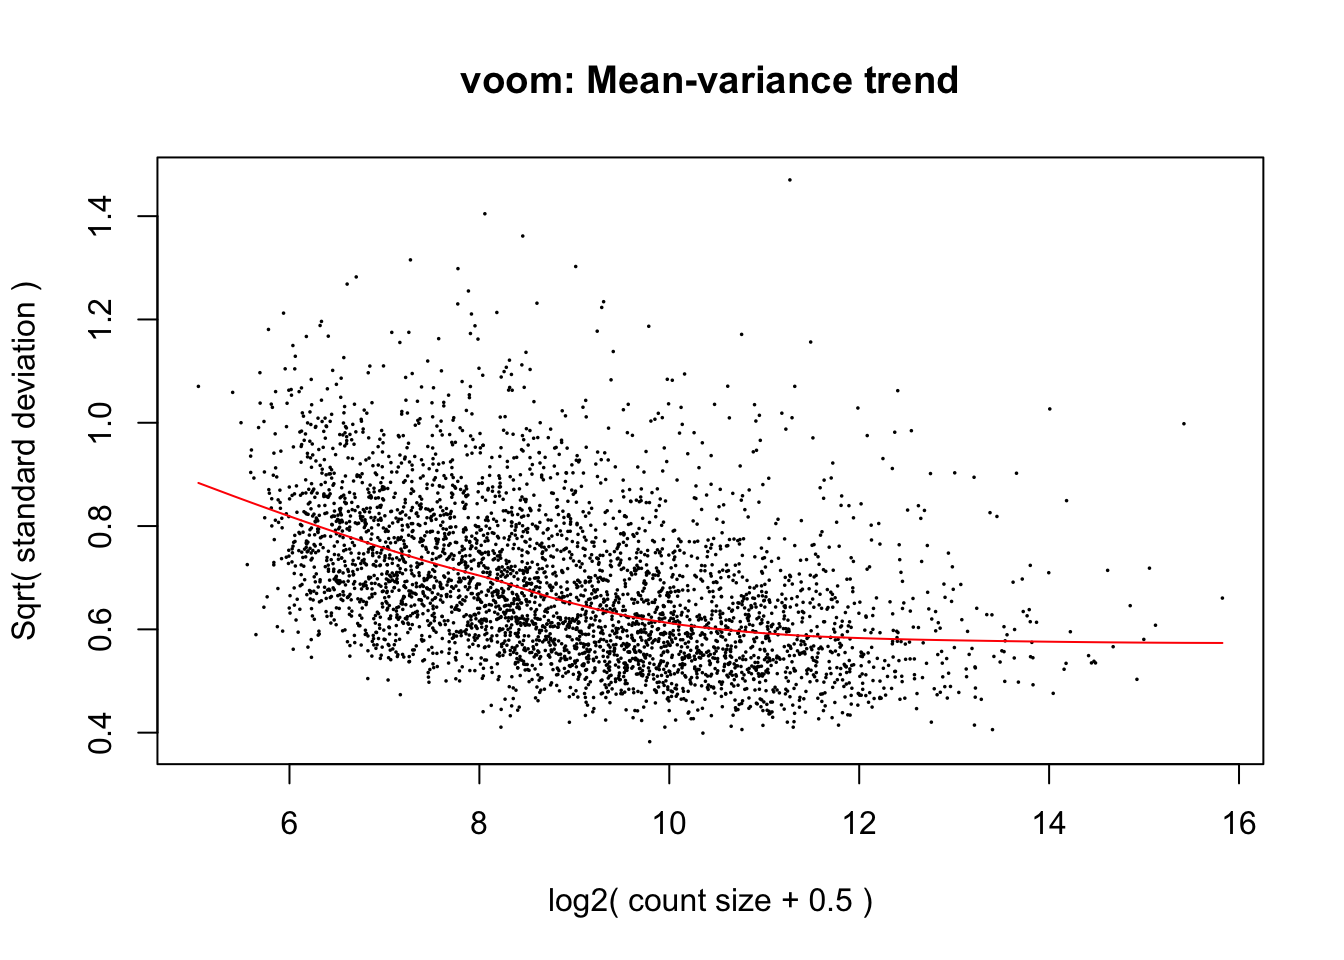 voom: Mean-variance trend
Sqrt( standard deviation )
1.4
1.2
1.0
0.8
0.6
0.4
6 8 10 12 14 16
log2( count size + 0.5 )